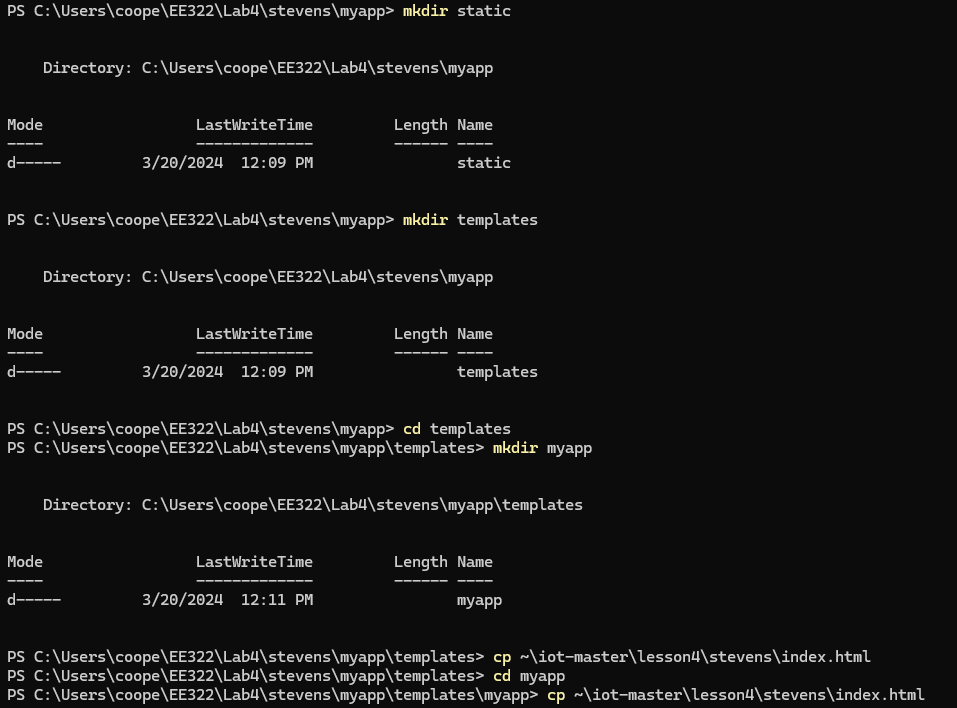 PS C:\Users\coope\EE322\Lab4\stevens\myapp> mkdir static
Directory: C:\Users\coope\EE322\Lab4\stevens\myapp
Mode                 LastWriteTime         Length Name
----                 -------------         ------ ----
d-----         3/20/2024  12:09 PM                static
PS C:\Users\coope\EE322\Lab4\stevens\myapp> mkdir templates
Directory: C:\Users\coope\EE322\Lab4\stevens\myapp
Mode                 LastWriteTime         Length Name
----                 -------------         ------ ----
d-----         3/20/2024  12:09 PM                templates
PS C:\Users\coope\EE322\Lab4\stevens\myapp> cd templates
PS C:\Users\coope\EE322\Lab4\stevens\myapp\templates> mkdir myapp
Directory: C:\Users\coope\EE322\Lab4\stevens\myapp\templates
Mode                 LastWriteTime         Length Name
----                 -------------         ------ ----
d-----         3/20/2024  12:11 PM                myapp
PS C:\Users\coope\EE322\Lab4\stevens\myapp\templates> cp ~\iot-master\lesson4\stevens\index.html
PS C:\Users\coope\EE322\Lab4\stevens\myapp\templates> cd myapp
PS C:\Users\coope\EE322\Lab4\stevens\myapp\templates\myapp> cp ~\iot-master\lesson4\stevens\index.html